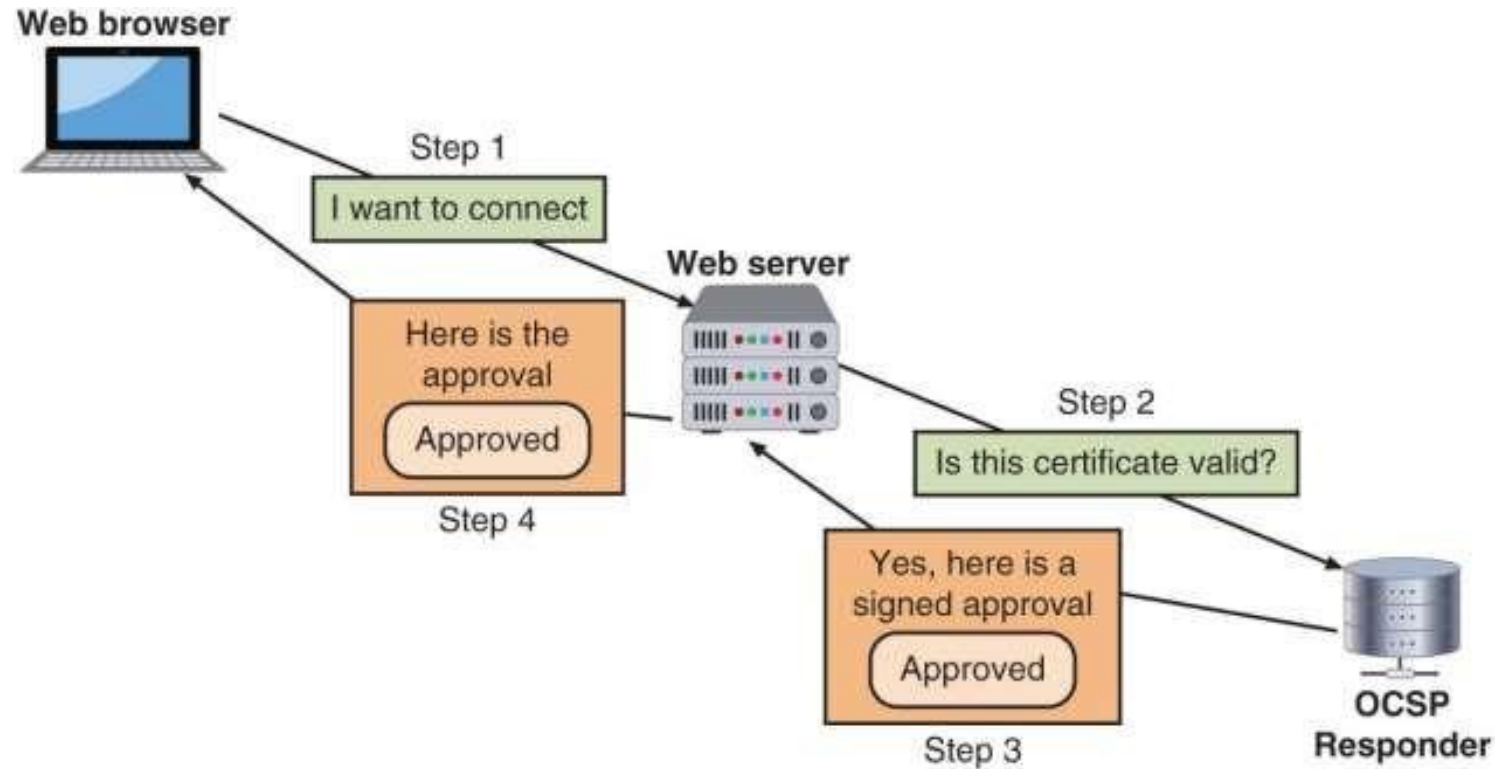 Web browser
Step 1
I want to connect
Web server
Here is the
approval
Approved
Step 4
Step 2
Is this certificate valid?
Yes, here is a
signed approval
Approved
Step 3
OCSP
Responder